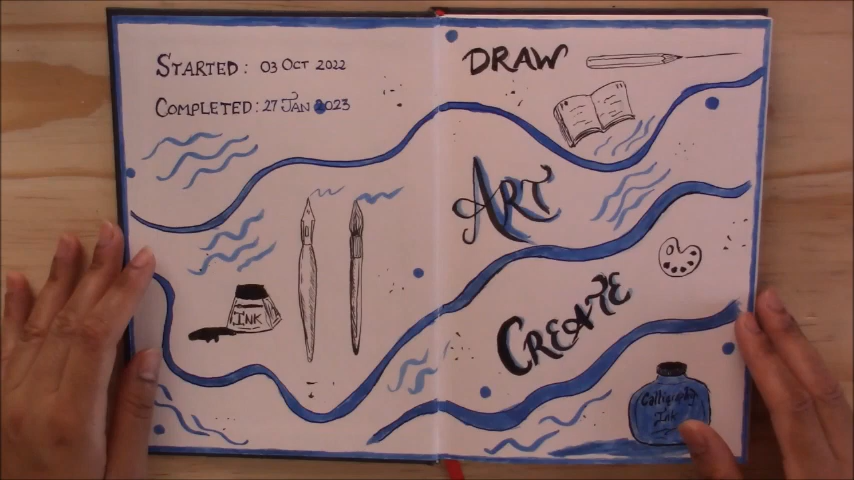 STARTED: 03 OCT 2022
COMPLETED: 27 JAN 2023
INK
DRAW
ART
CREATE
Calligraphy
Ink